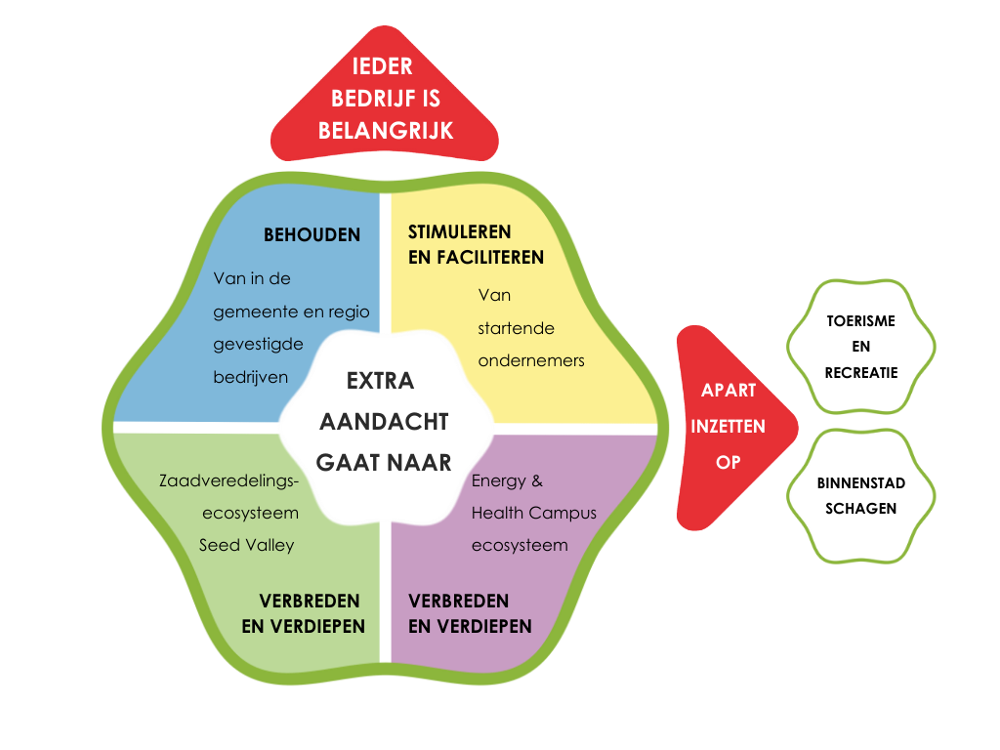 IEDER
BEDRIJF IS
BELANGRIJK
BEHOUDEN
Van in de
gemeente en regio
gevestigde
bedrijven
STIMULEREN
EN FACILITEREN
Van
startende
ondernemers
EXTRA
AANDACHT
GAAT NAAR
Zaadveredelings-
ecosysteem
Seed Valley
VERBREDEN
EN VERDIEPEN
Energy &
Health Campus
ecosysteem
VERBREDEN
EN VERDIEPEN
APART
INZETTEN
OP
TOERISME
EN
RECREATIE
BINNENSTAD
SCHAGEN